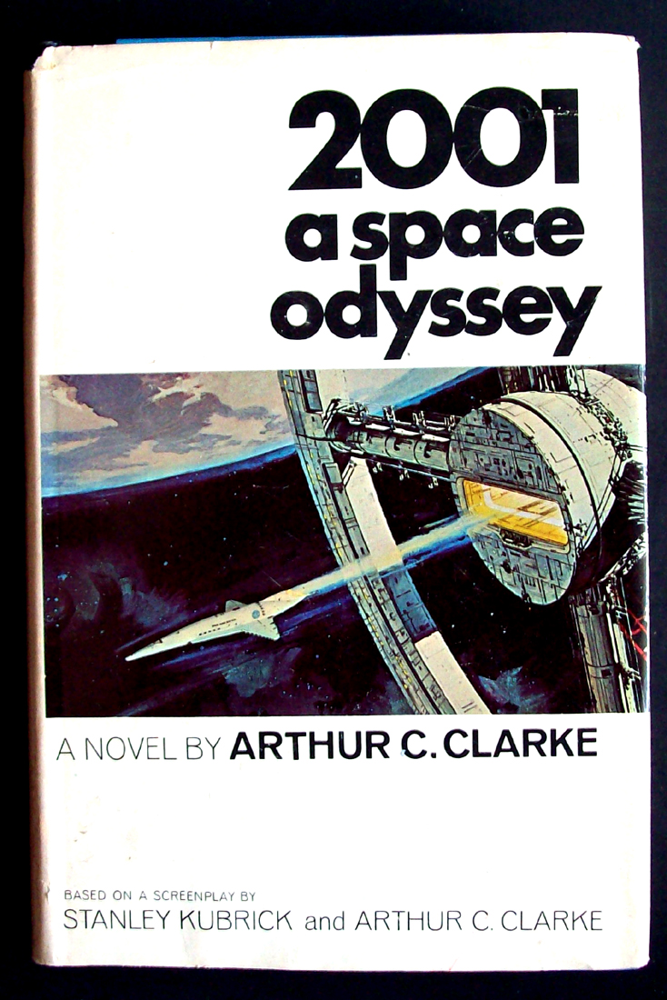 2001
a space
odyssey
A NOVEL BY ARTHUR C. CLARKE
BASED ON A SCREENPLAY BY
STANLEY KUBRICK and ARTHUR C. CLARKE